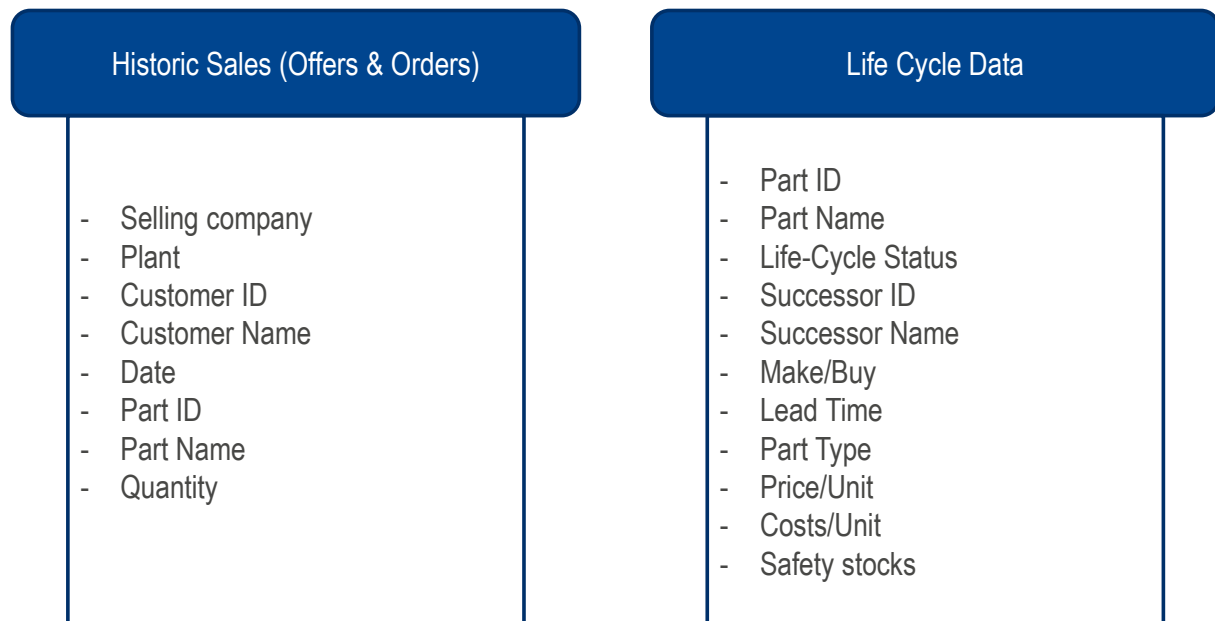 Historic Sales (Offers & Orders)
- Selling company
- Plant
- Customer ID
- Customer Name
- Date
- Part ID
- Part Name
- Quantity
Life Cycle Data
- Part ID
- Part Name
- Life-Cycle Status
- Successor ID
- Successor Name
- Make/Buy
- Lead Time
- Part Type
- Price/Unit
- Costs/Unit
- Safety stocks